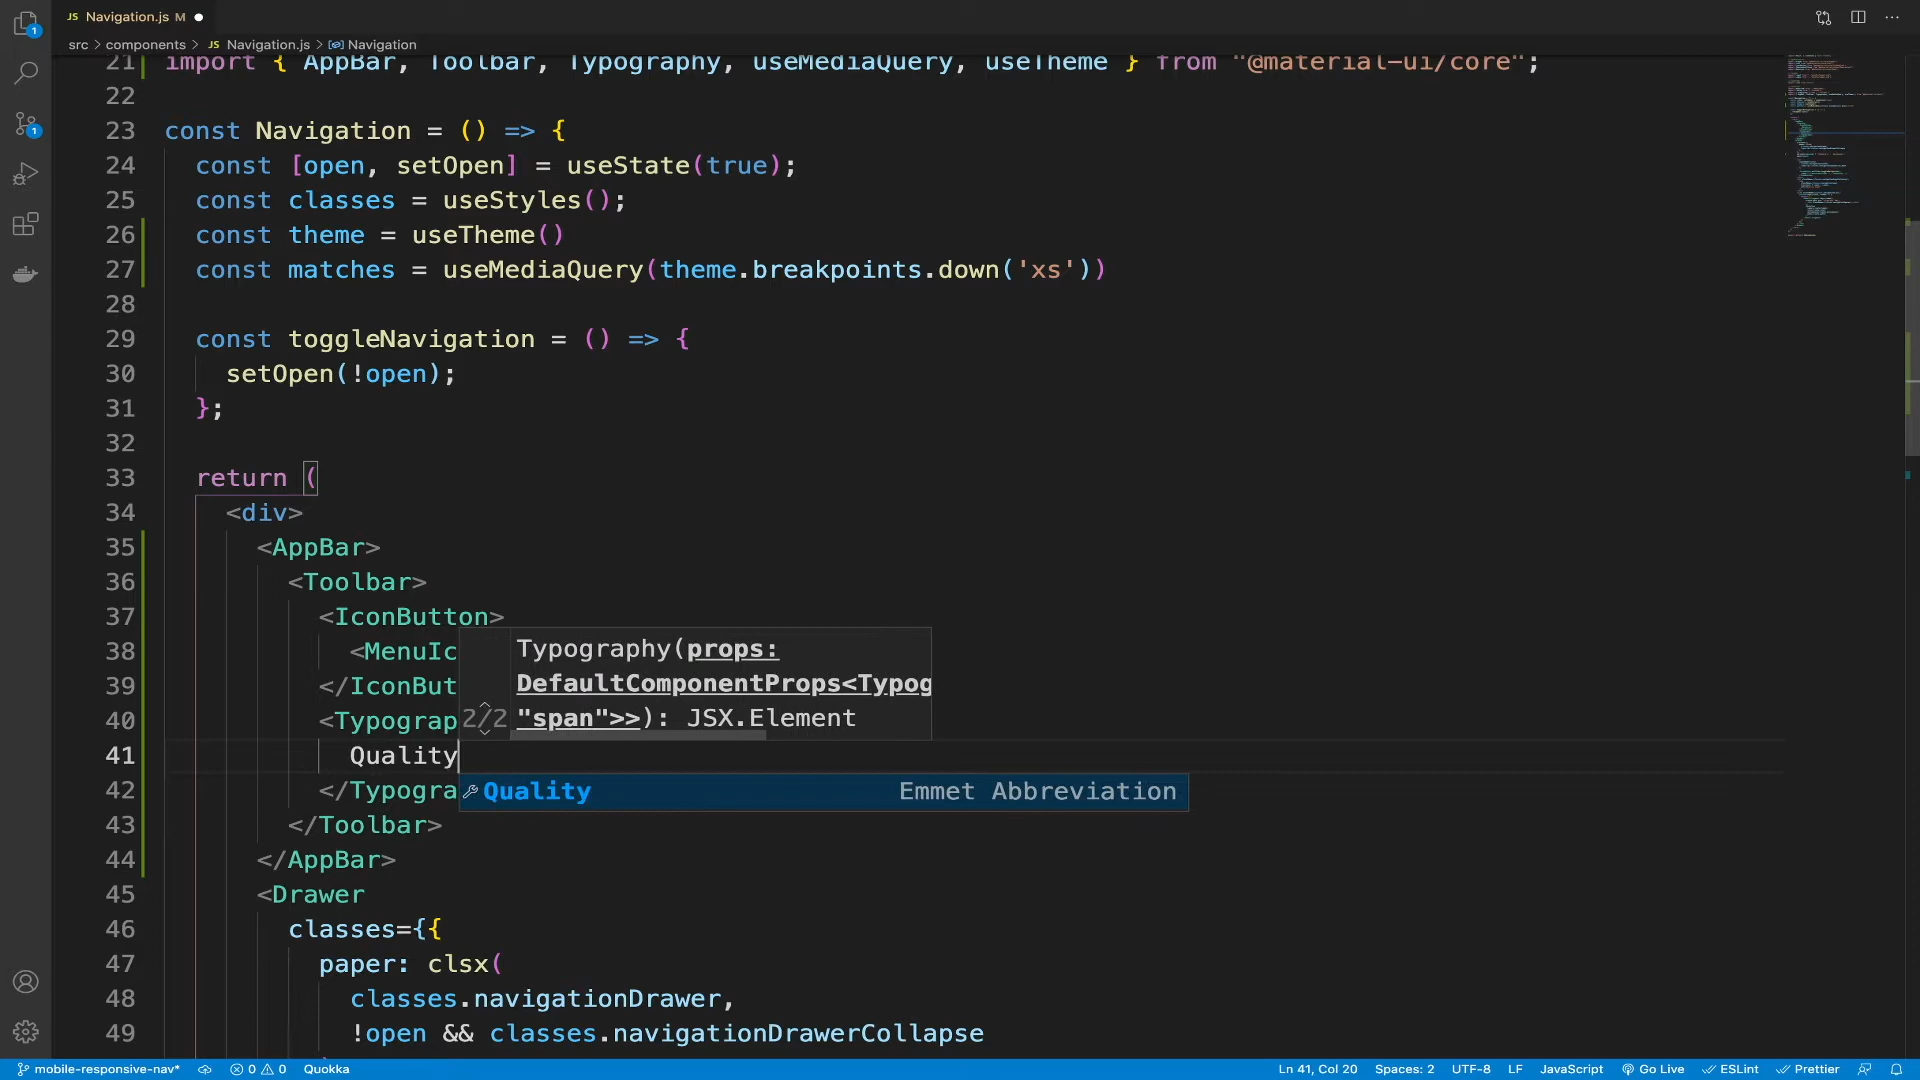 JS Navigation.js M
src > components > JS Navigation.js > Navigation
21 import { AppBar, Toolbar, Typography, useMediaQuery, useTheme } from "@material-ui/core";
22
23 const Navigation = () => {
24 const [open, setOpen] = useState(true);
25 const classes = useStyles();
26 const theme = useTheme()
27 const matches = useMediaQuery(theme.breakpoints.down('xs'))
28
29 const toggleNavigation = () => {
30 setOpen(!open);
31 };
32
33 return (
34 <div>
35 <AppBar>
36 <Toolbar>
37 <IconButton>
38 <MenuIc
39 </IconBut
40 <Typograp
41 Quality
42 </Typogra
43 </Toolbar>
44 </AppBar>
45 <Drawer
46 classes={{
47 paper: clsx(
48 classes.navigationDrawer,
49 !open && classes.navigationDrawerCollapse
Typography(props:
DefaultComponentProps<Typog
2/2 "span">>): JSX.Element
Quality Emmet Abbreviation
1
1
mobile-responsive-nav* 0 0 Quokka Ln 41, Col 20 Spaces: 2 UTF-8 LF JavaScript Go Live ESLint Prettier